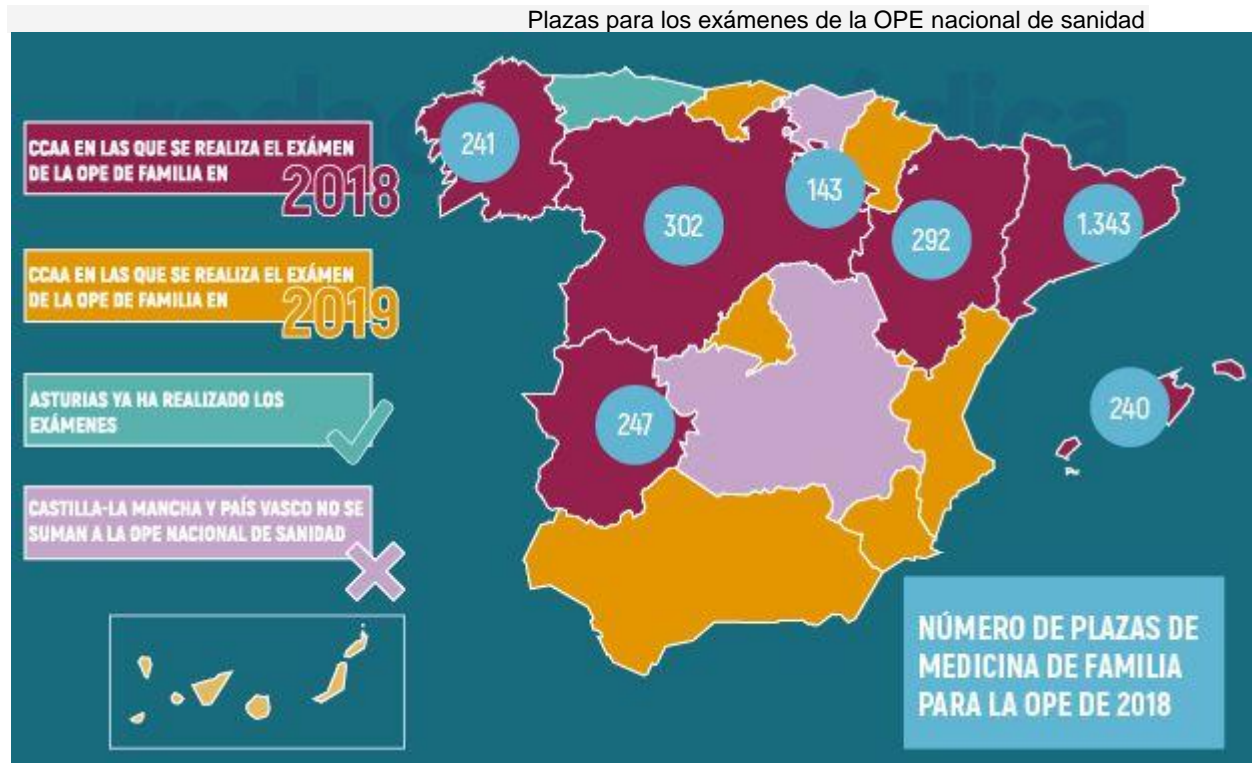 Plazas para los exámenes de la OPE nacional de sanidad
CCAA EN LAS QUE SE REALIZA EL EXÁMEN
DE LA OPE DE FAMILIA EN
2018
CCAA EN LAS QUE SE REALIZA EL EXÁMEN
DE LA OPE DE FAMILIA EN
2019
ASTURIAS YA HA REALIZADO LOS
EXÁMENES
CASTILLA-LA MANCHA Y PAÍS VASCO NO SE
SUMAN A LA OPE NACIONAL DE SANIDAD
241
302
143
292
1.343
247
240
NÚMERO DE PLAZAS DE
MEDICINA DE FAMILIA
PARA LA OPE DE 2018